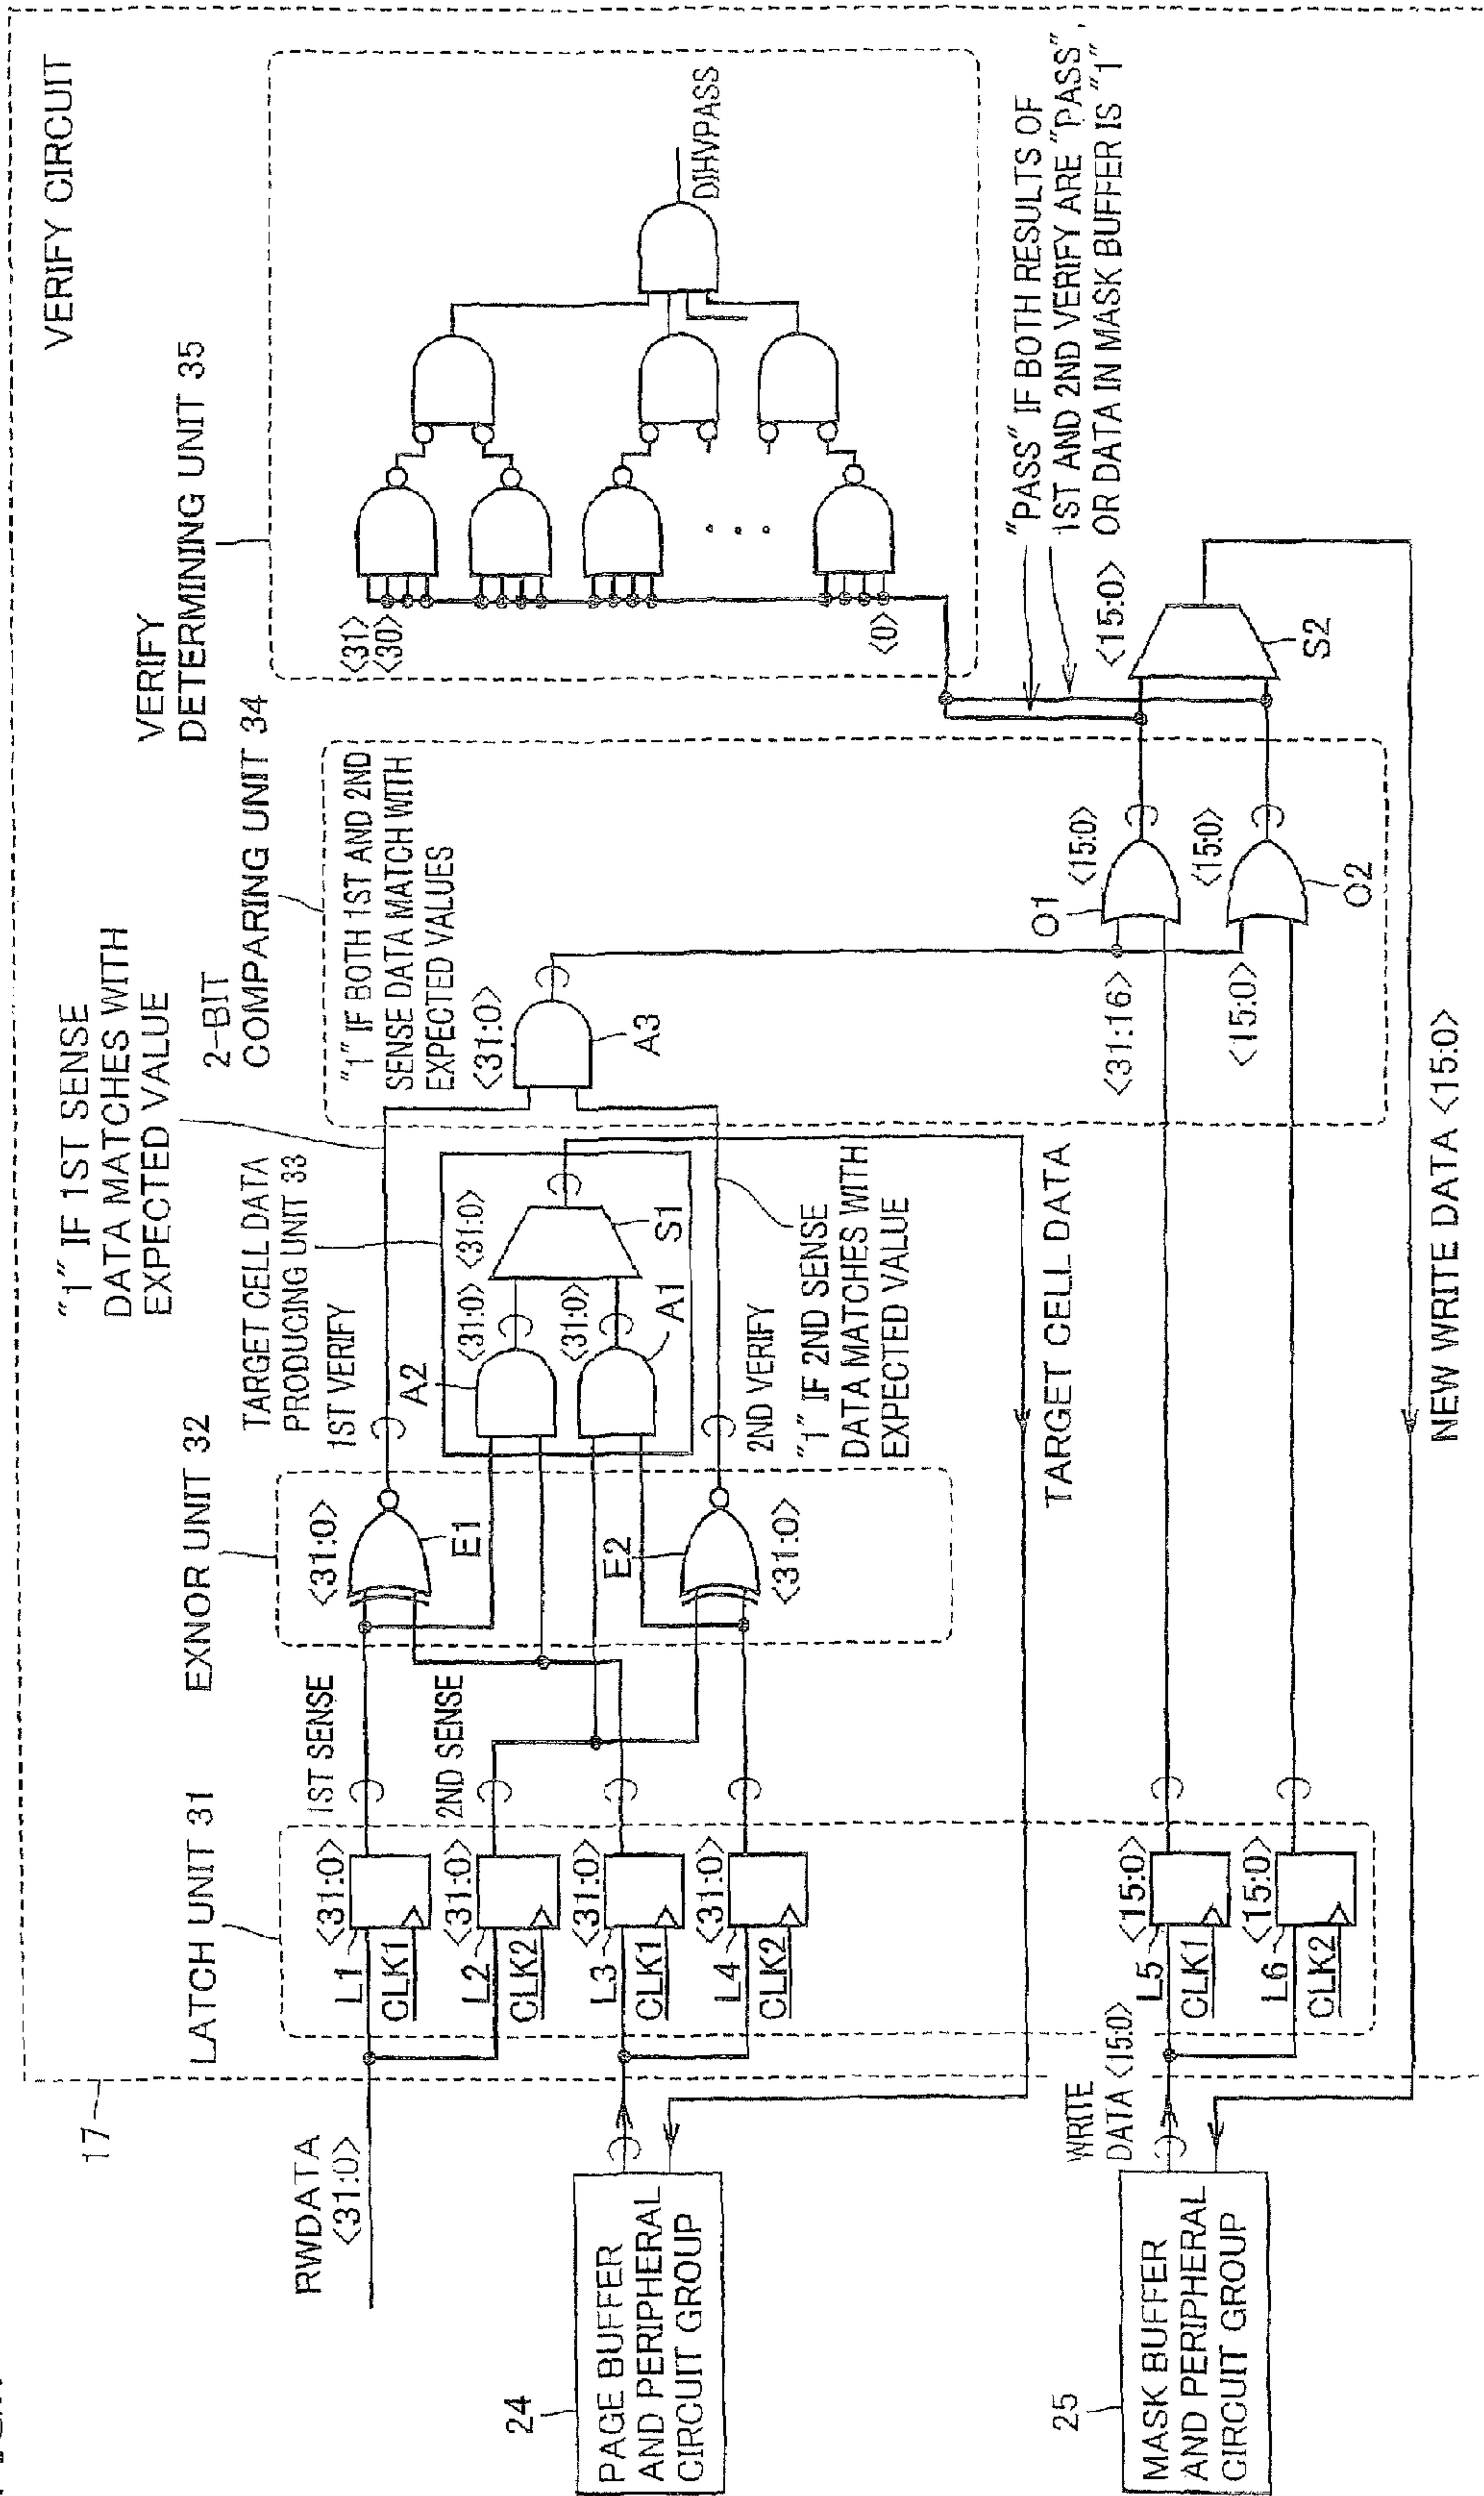 VERIFY CIRCUIT
17
LATCH UNIT 31
EXNOR UNIT 32
"1" IF 1ST SENSE
DATA MATCHES WITH
EXPECTED VALUE
2-BIT
COMPARING UNIT 34
VERIFY
DETERMINING UNIT 35
RWDATA
<31:0>
L1
<31:0>
CLK1
1ST SENSE
L2
<31:0>
CLK2
2ND SENSE
L3
<31:0>
CLK1
L4
<31:0>
CLK2
<31:0>
E1
E2
<31:0>
TARGET CELL DATA
PRODUCING UNIT 33
1ST VERIFY
A2
<31:0>
<31:0>
<31:0>
A1
S1
2ND VERIFY
"1" IF 2ND SENSE
DATA MATCHES WITH
EXPECTED VALUE
TARGET CELL DATA
"1" IF BOTH 1ST AND 2ND
SENSE DATA MATCH WITH
EXPECTED VALUES
<31:0>
A3
<31>
<30>
<0>
DIHVPASS
"PASS" IF BOTH RESULTS OF
1ST AND 2ND VERIFY ARE "PASS",
OR DATA IN MASK BUFFER IS "1"
24
PAGE BUFFER
AND PERIPHERAL
CIRCUIT GROUP
25
MASK BUFFER
AND PERIPHERAL
CIRCUIT GROUP
WRITE
DATA <15:0>
L5
<15:0>
CLK1
L6
<15:0>
CLK2
<31:16>
<15:0>
O1
<15:0>
<15:0>
O2
<15:0>
S2
NEW WRITE DATA <15:0>